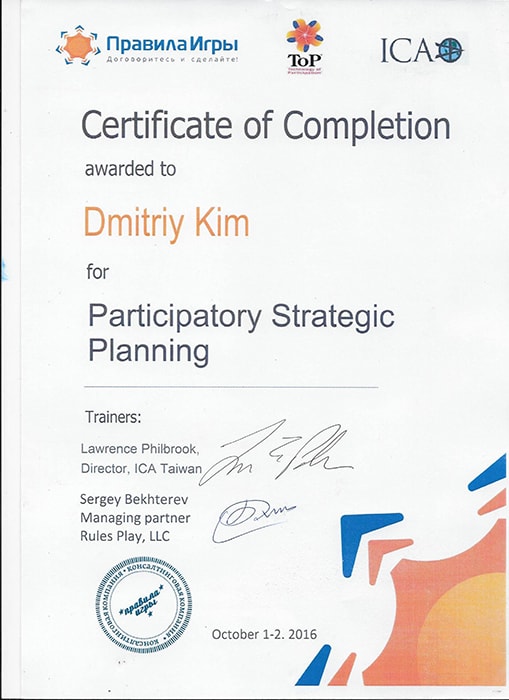 ПравилаИгры
Договоритесь и сделайте!
ToP
Technology of
Participation
ICA
Certificate of Completion
awarded to
Dmitriy Kim
for
Participatory Strategic
Planning
Trainers:
Lawrence Philbrook,
Director, ICA Taiwan
Sergey Bekhterev
Managing partner
Rules Play, LLC
КОНСАЛТИНГОВАЯ КОМПАНИЯ • КОНСАЛТИНГОВАЯ КОМПАНИЯ •
правила
игры
October 1-2. 2016